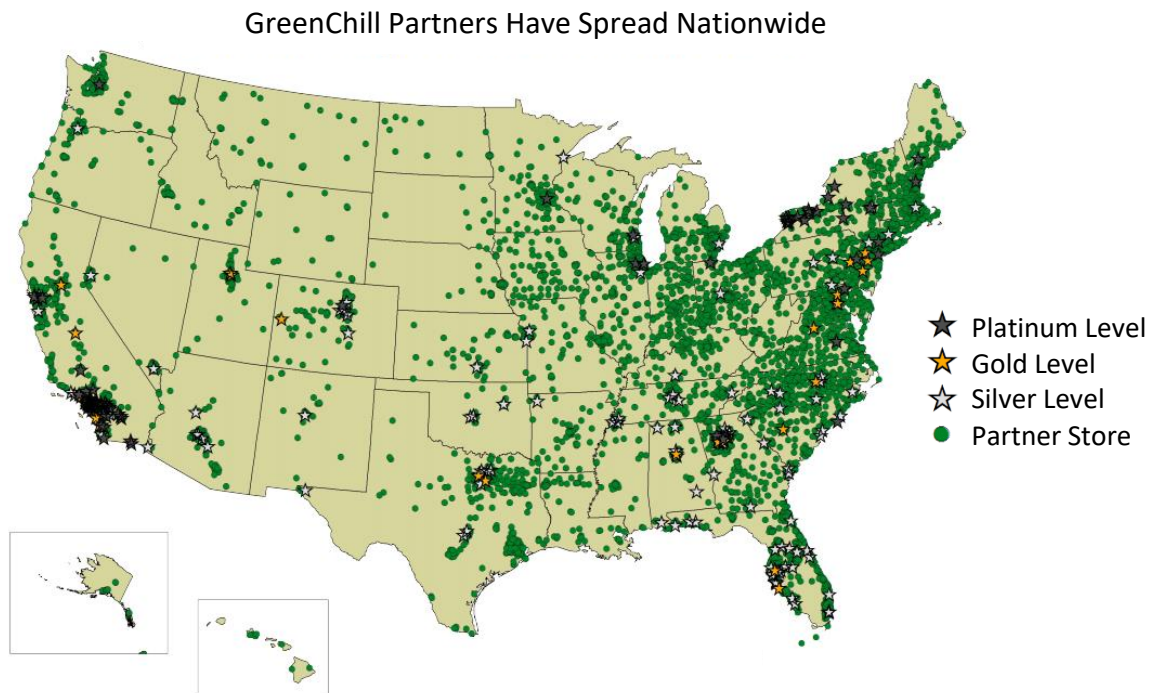 GreenChill Partners Have Spread Nationwide
Platinum Level
Gold Level
Silver Level
Partner Store